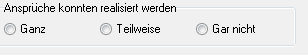 Ansprüche konnten realisiert werden
Ganz Teilweise Gar nicht